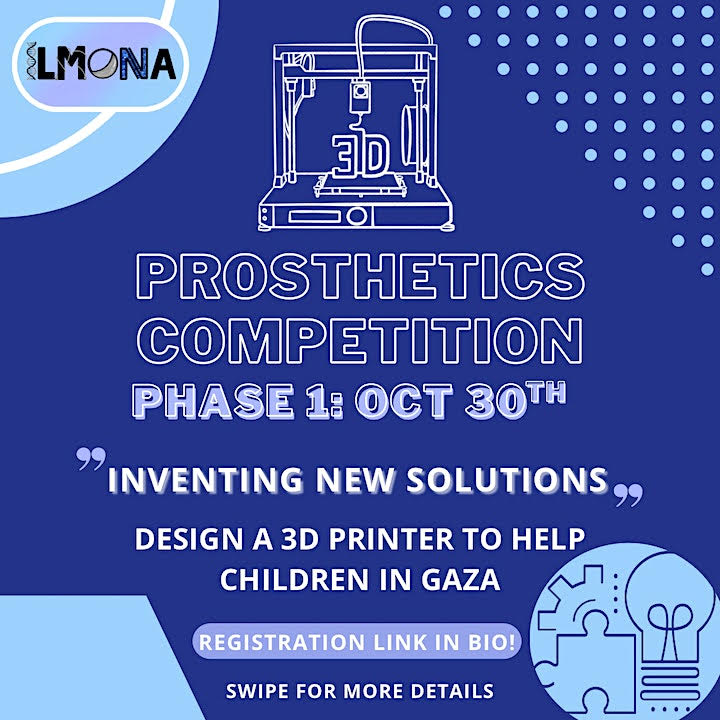 LMONA
3D
PROSTHETICS
COMPETITION
PHASE 1: OCT 30TH
"INVENTING NEW SOLUTIONS"
DESIGN A 3D PRINTER TO HELP
CHILDREN IN GAZA
REGISTRATION LINK IN BIO!
SWIPE FOR MORE DETAILS